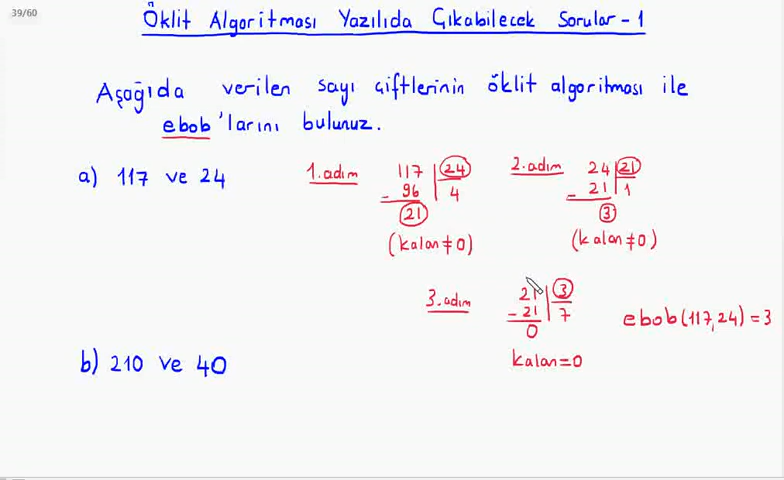 39/60
Öklit Algoritması Yazılıda Çıkabilecek Sorular - 1
Aşağıda verilen sayı çiftlerinin öklit algoritması ile
ebob'larını bulunuz.
a) 117 ve 24
1.adım
117 24
- 96 4
21
(kalan≠0)
2.adım
24 21
- 21 1
3
(kalan≠0)
3.adım
21 3
- 21 7
0
kalan=0
ebob(117,24) = 3
b) 210 ve 40